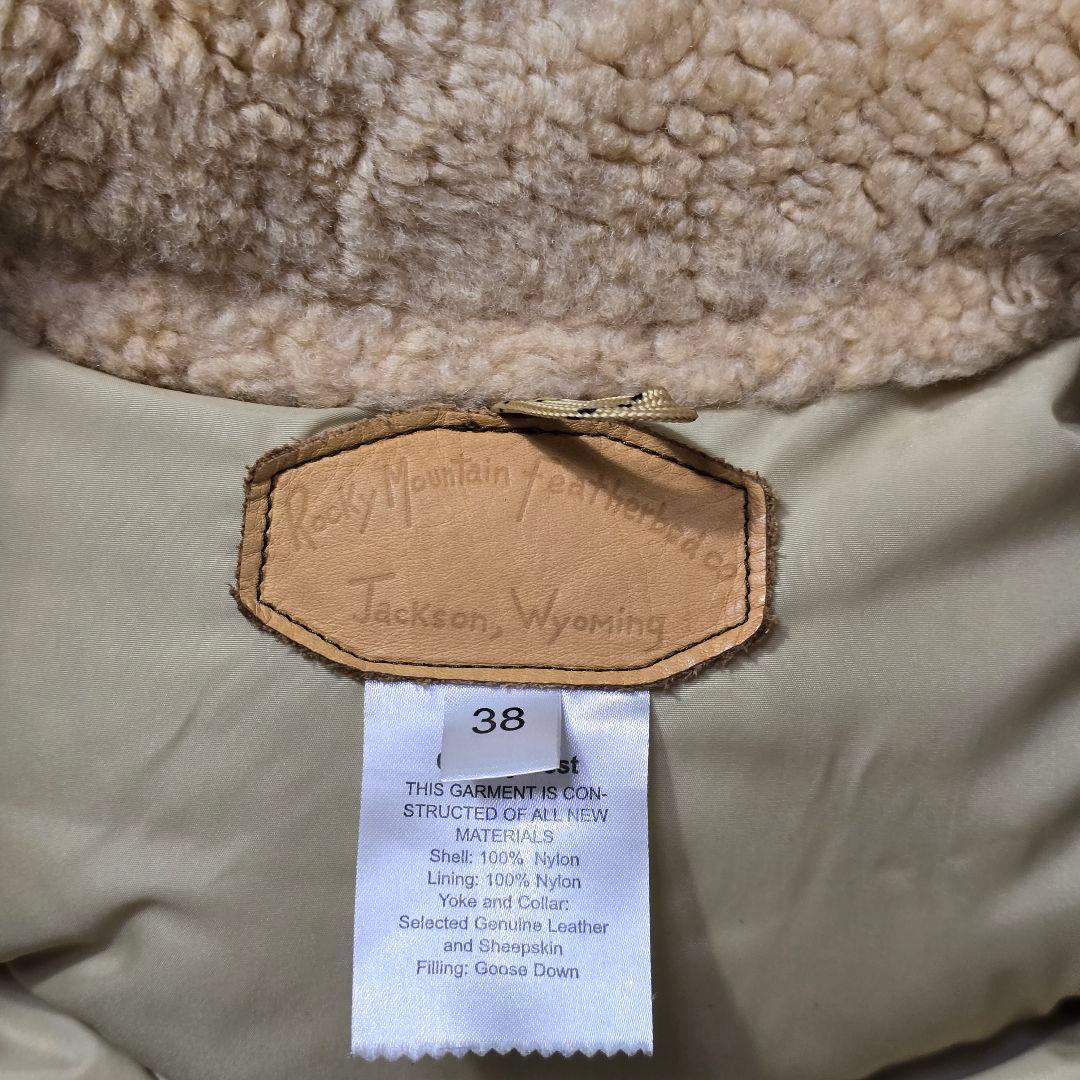 Rocky Mountain featherbed co
Jackson, Wyoming
38
THIS GARMENT IS CON-
STRUCTED OF ALL NEW
MATERIALS
Shell: 100% Nylon
Lining: 100% Nylon
Yoke and Collar:
Selected Genuine Leather
and Sheepskin
Filling: Goose Down